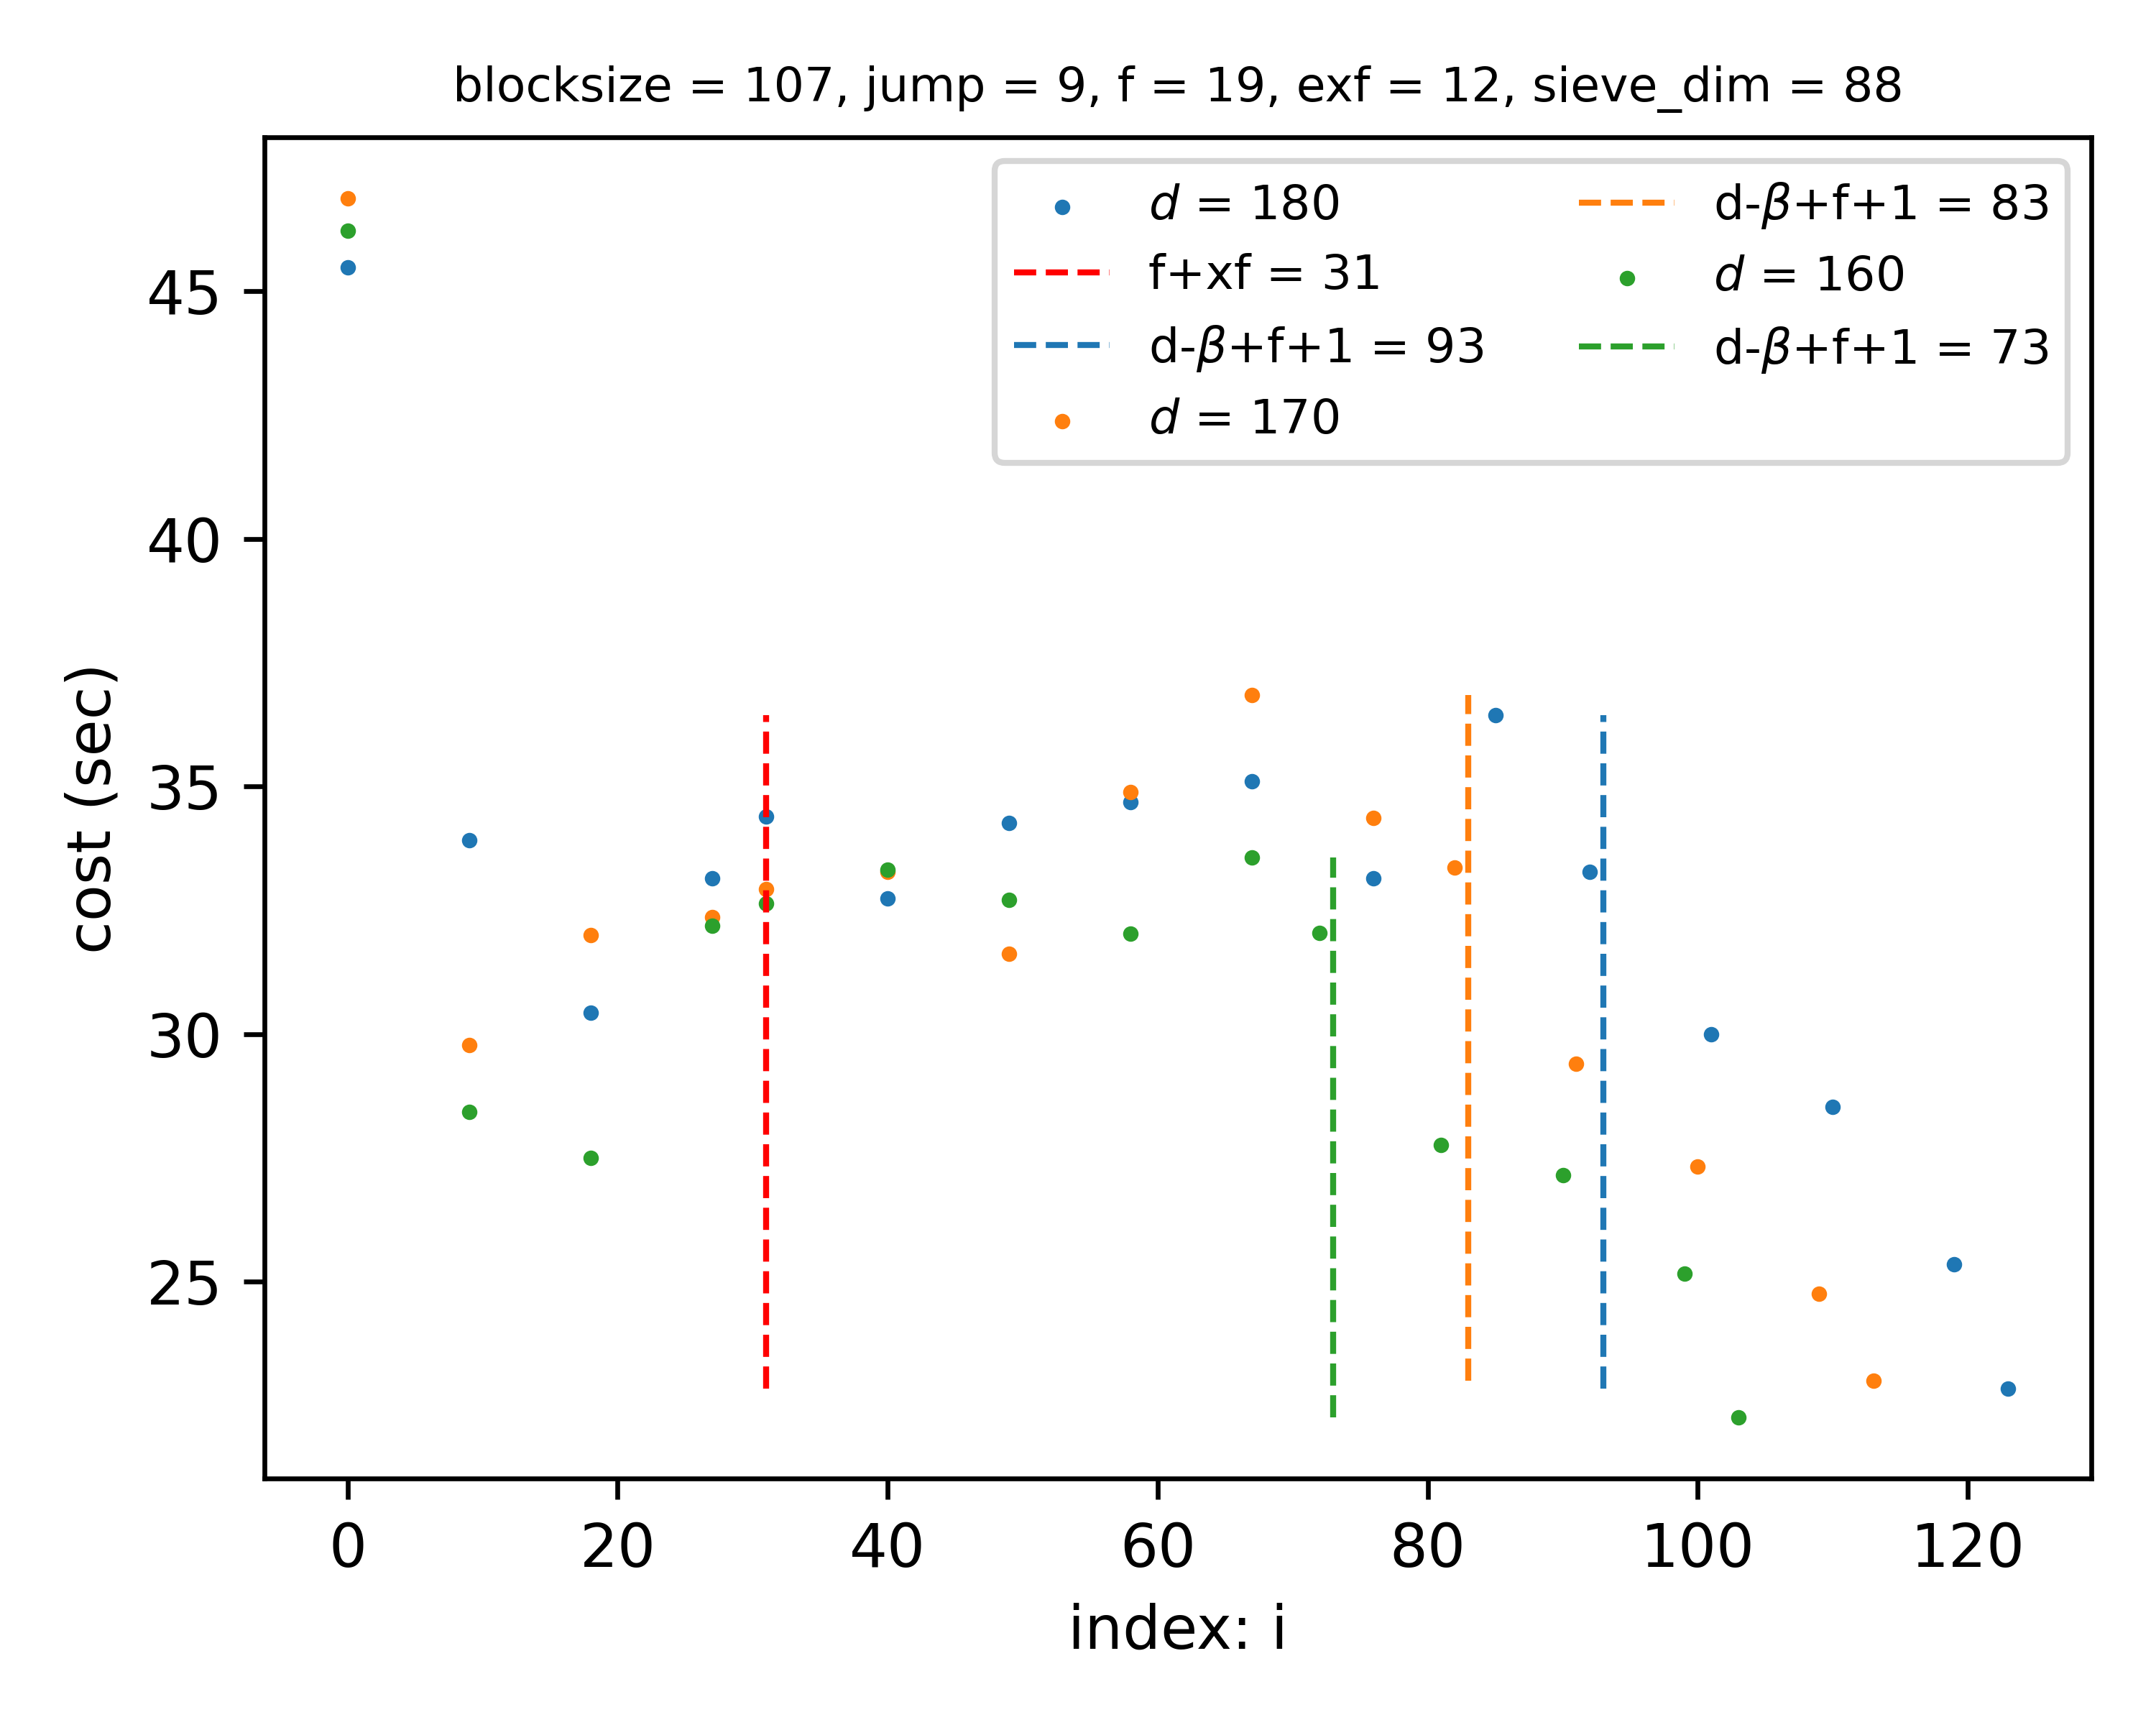 blocksize = 107, jump = 9, f = 19, exf = 12, sieve_dim = 88
d = 180
f+xf = 31
d-β+f+1 = 93
d = 170
d-β+f+1 = 83
d = 160
d-β+f+1 = 73
45
40
35
30
25
cost (sec)
0 20 40 60 80 100 120
index: i